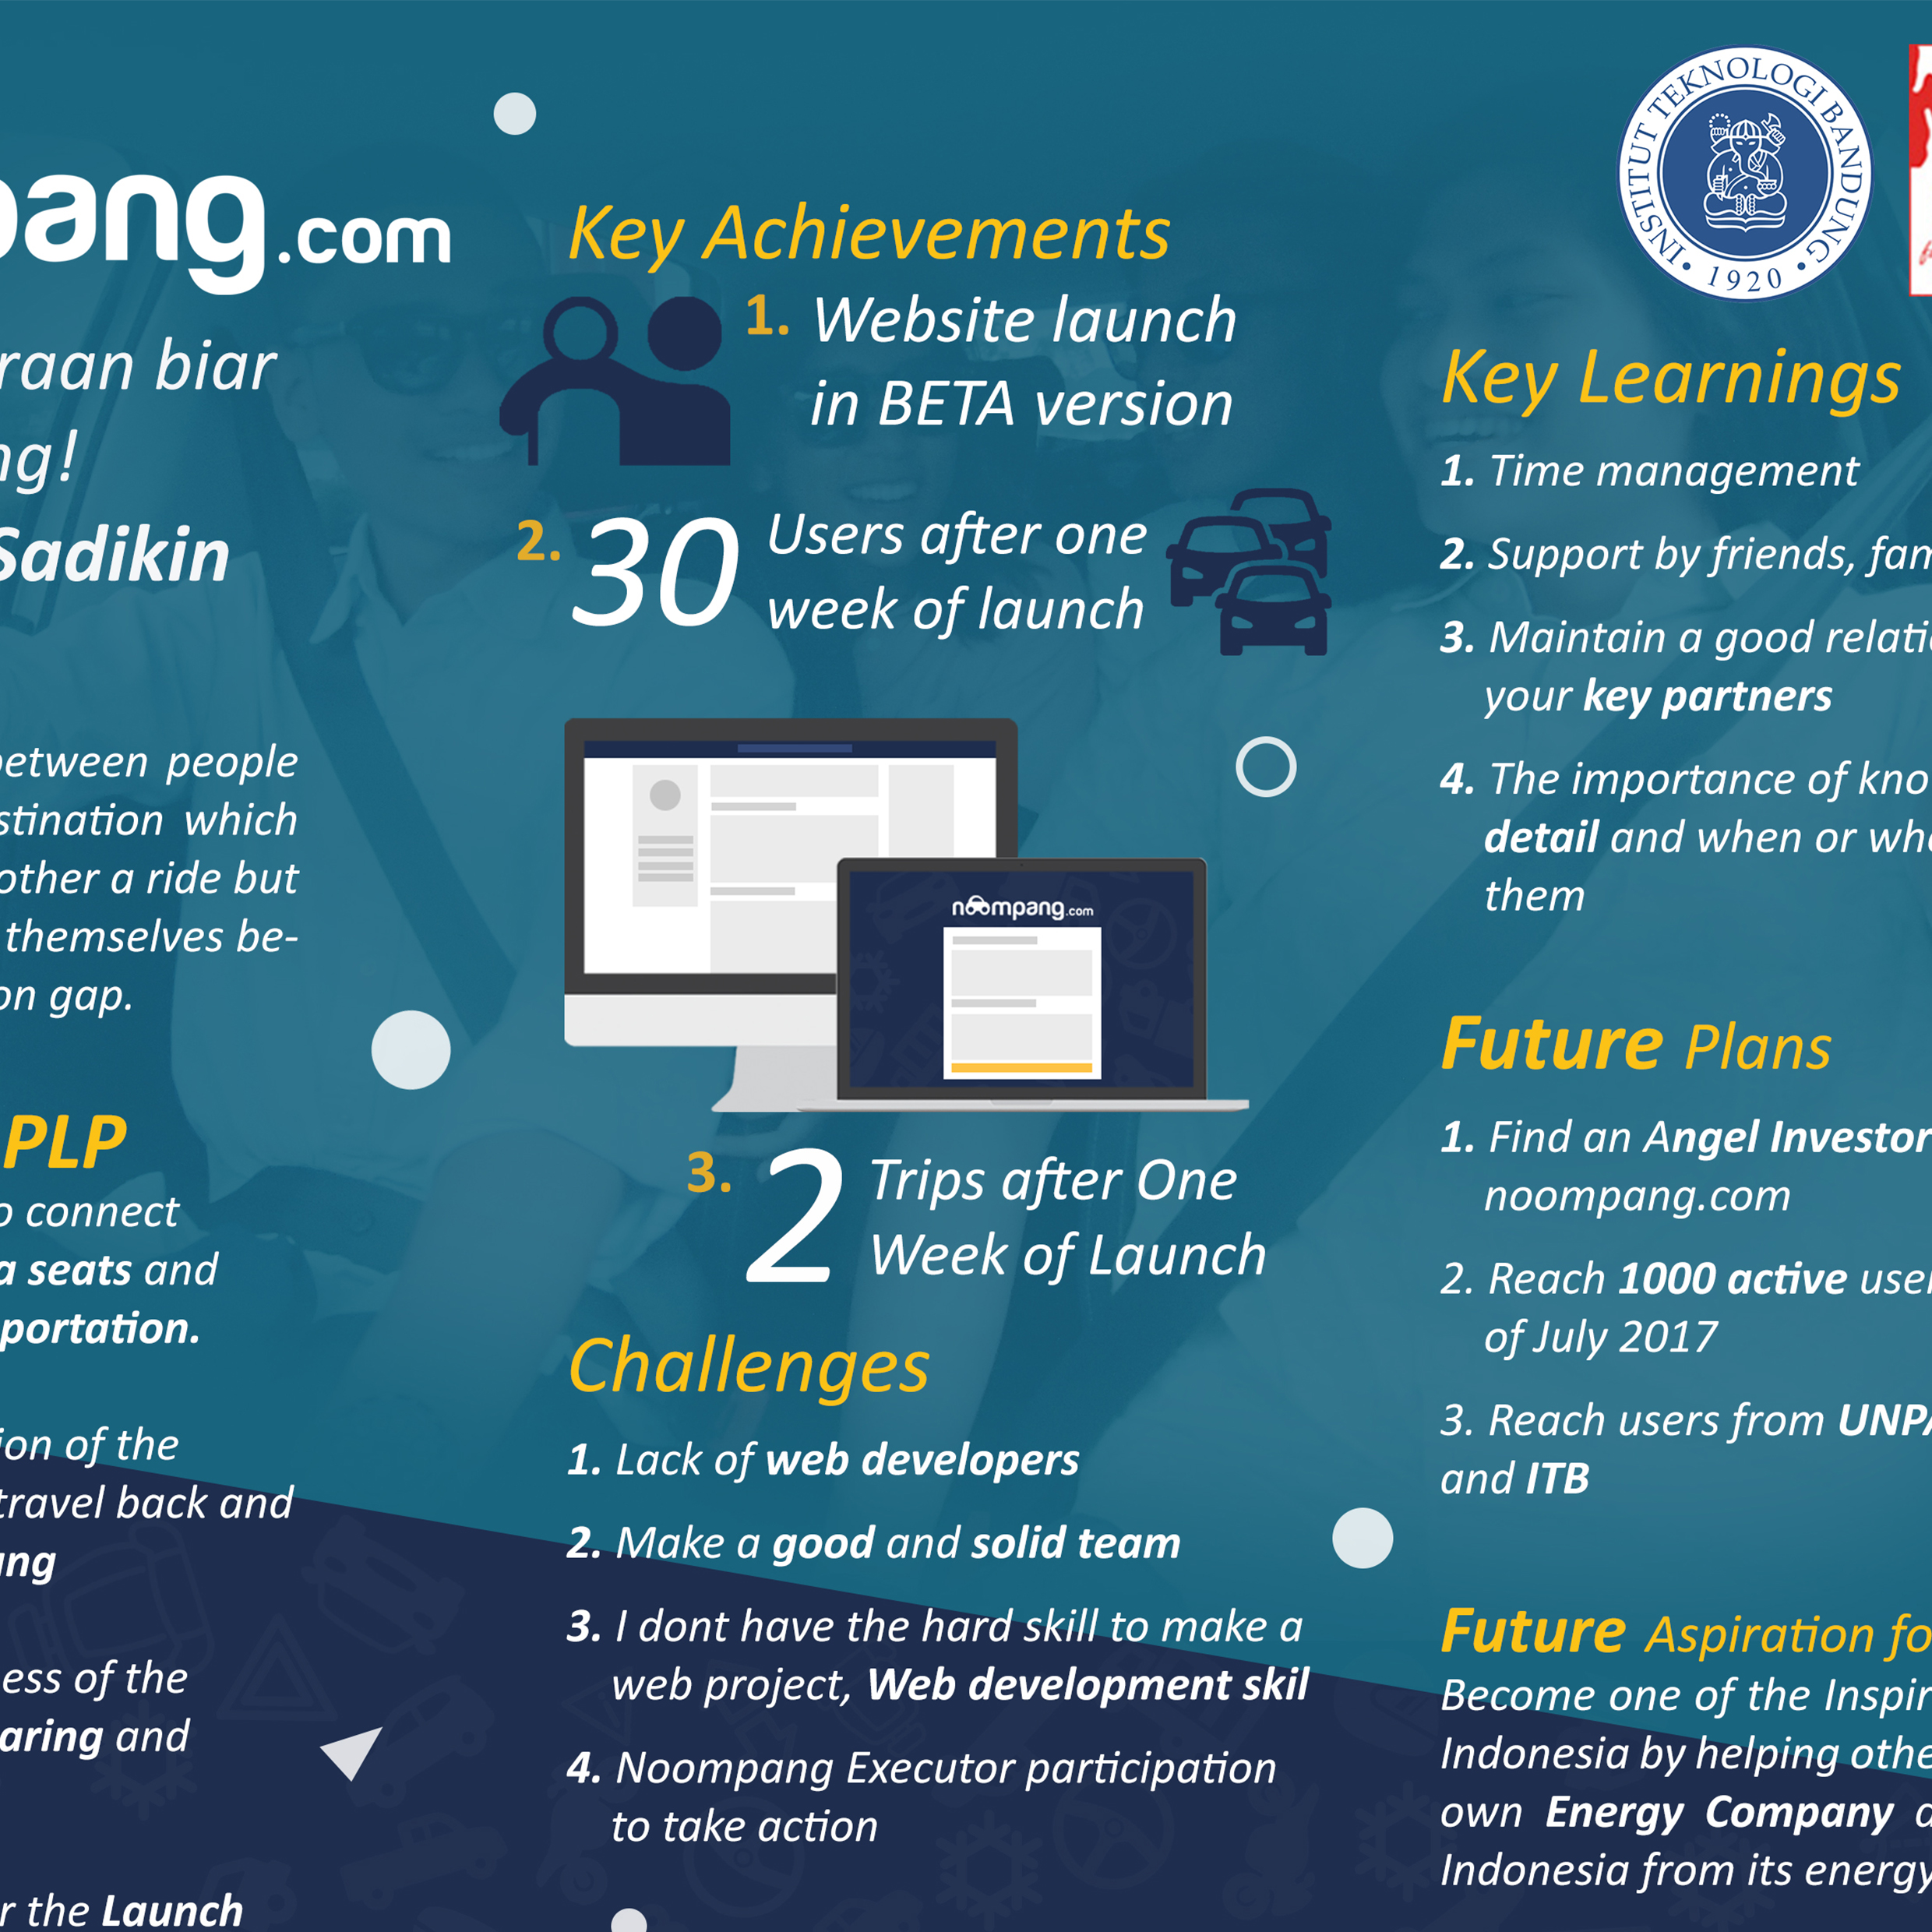 pang.com
raan biar
ng!
Sadikin
between people
stination which
other a ride but
themselves be-
on gap.
PLP
o connect
a seats and
portation.
ion of the
travel back and
ang
ess of the
aring and
r the Launch
Key Achievements
1. Website launch
in BETA version
2. 30 Users after one
week of launch
noompang.com
3. 2 Trips after One
Week of Launch
Challenges
1. Lack of web developers
2. Make a good and solid team
3. I dont have the hard skill to make a
web project, Web development skil
4. Noompang Executor participation
to take action
INSTITUT TEKNOLOGI BANDUNG
1920
Key Learnings
1. Time management
2. Support by friends, fam
3. Maintain a good relati
your key partners
4. The importance of kno
detail and when or wh
them
Future Plans
1. Find an Angel Investor
noompang.com
2. Reach 1000 active user
of July 2017
3. Reach users from UNPA
and ITB
Future Aspiration fo
Become one of the Inspir
Indonesia by helping othe
own Energy Company
Indonesia from its energy